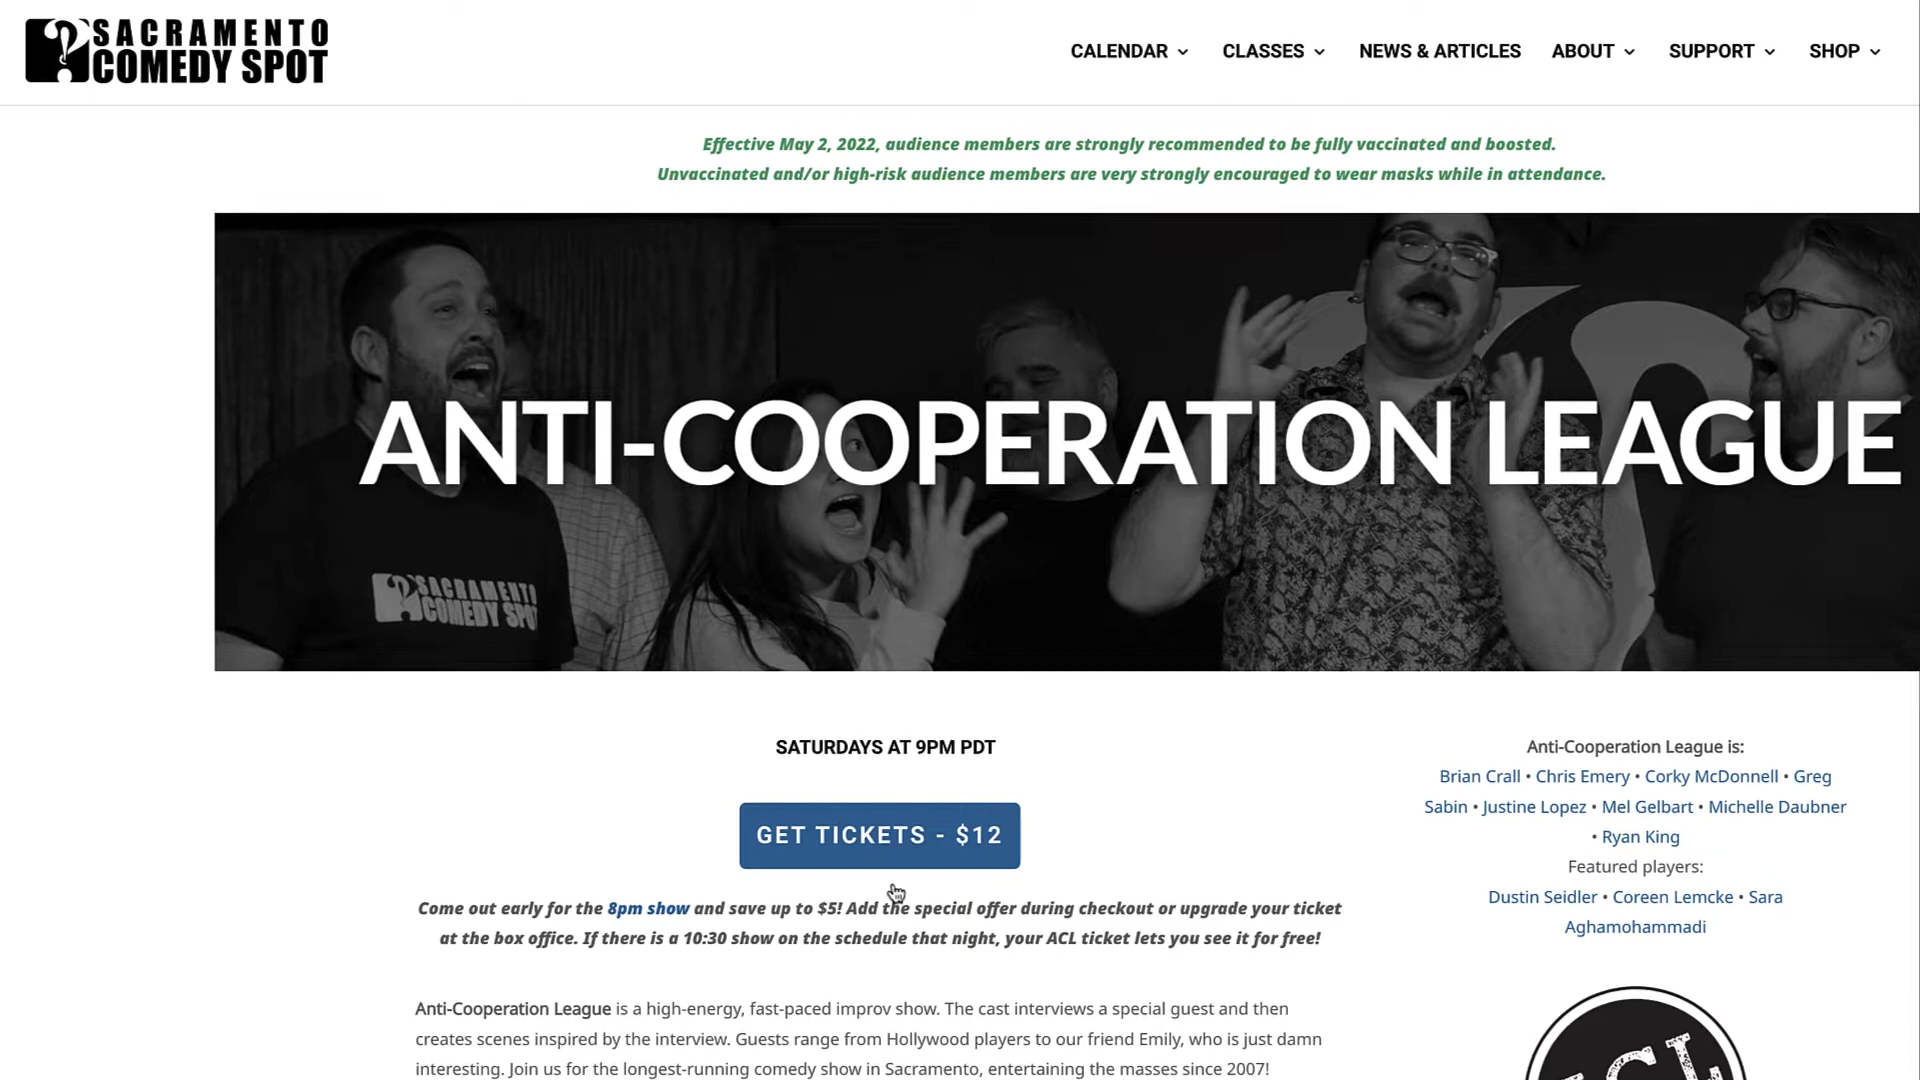 SACRAMENTO
COMEDY SPOT
CALENDAR CLASSES NEWS & ARTICLES ABOUT SUPPORT SHOP
Effective May 2, 2022, audience members are strongly recommended to be fully vaccinated and boosted.
Unvaccinated and/or high-risk audience members are very strongly encouraged to wear masks while in attendance.
ANTI-COOPERATION LEAGUE
SACRAMENTO
COMEDY SPOT
SATURDAYS AT 9PM PDT
GET TICKETS - $12
Come out early for the 8pm show and save up to $5! Add the special offer during checkout or upgrade your ticket
at the box office. If there is a 10:30 show on the schedule that night, your ACL ticket lets you see it for free!
Anti-Cooperation League is a high-energy, fast-paced improv show. The cast interviews a special guest and then
creates scenes inspired by the interview. Guests range from Hollywood players to our friend Emily, who is just damn
interesting. Join us for the longest-running comedy show in Sacramento, entertaining the masses since 2007!
Anti-Cooperation League is:
Brian Crall • Chris Emery • Corky McDonnell • Greg
Sabin • Justine Lopez • Mel Gelbart • Michelle Daubner
• Ryan King
Featured players:
Dustin Seidler • Coreen Lemcke • Sara
Aghamohammadi
ACL